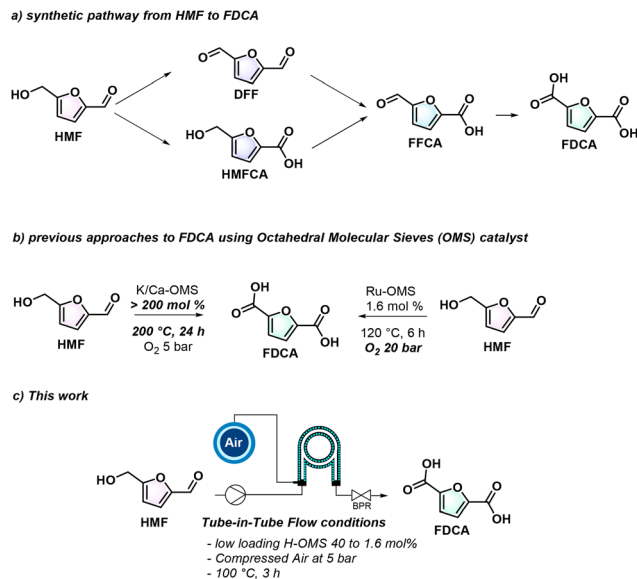 a) synthetic pathway from HMF to FDCA
O
O
O
DFF
HO
O
O
HMF
HO
O
O
OH
HMFCA
O
O
O
OH
FFCA
OH
O
O
O
OH
FDCA
b) previous approaches to FDCA using Octahedral Molecular Sieves (OMS) catalyst
HO
O
O
HMF
K/Ca-OMS
> 200 mol %
200 °C, 24 h
O2 5 bar
OH
O
O
O
OH
FDCA
Ru-OMS
1.6 mol %
120 °C, 6 h
O2 20 bar
HO
O
O
HMF
c) This work
Air
HO
O
O
HMF
BPR
Tube-in-Tube Flow conditions
- low loading H-OMS 40 to 1.6 mol%
- Compressed Air at 5 bar
- 100 °C, 3 h
OH
O
O
O
OH
FDCA